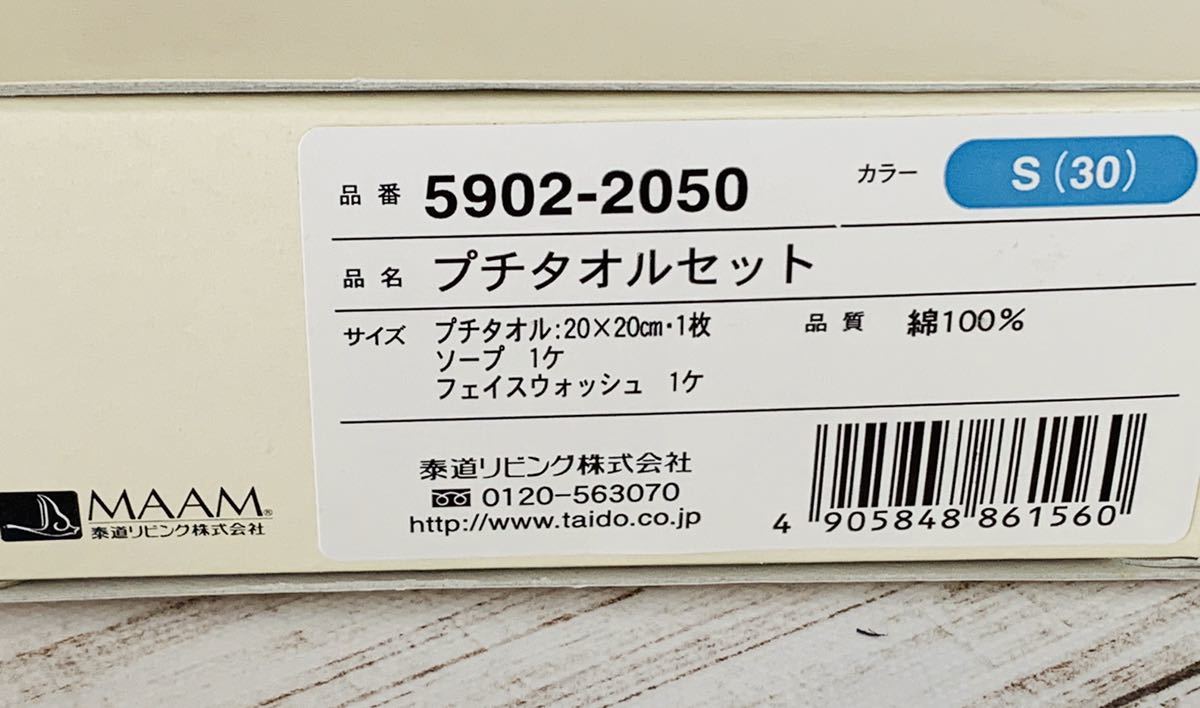 品番 5902-2050 カラー S(30)
品名 プチタオルセット
サイズ プチタオル:20×20cm・1枚 品質 綿100%
ソープ 1ケ
フェイスウォッシュ 1ケ
泰道リビング株式会社
0120-563070
http://www.taido.co.jp
4 905848 861560
MAAM®
泰道リビング株式会社